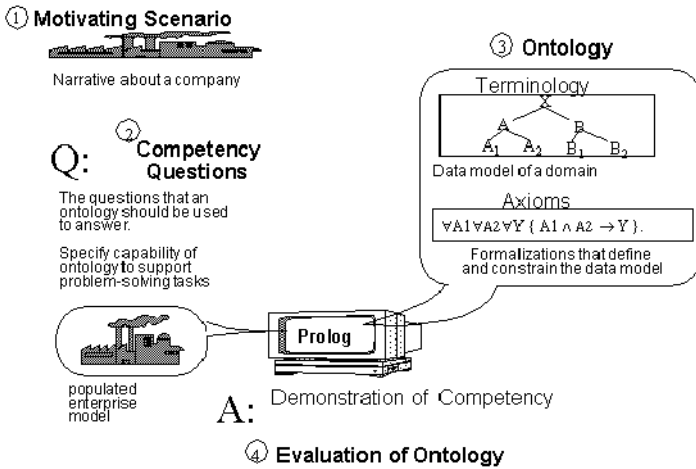 1 Motivating Scenario
Narrative about a company
2 Competency
Questions
Q:
The questions that an
ontology should be used
to answer.
Specify capability of
ontology to support
problem-solving tasks
3 Ontology
Terminology
X
A B
A1 A2 B1 B2
Data model of a domain
Axioms
∀A1∀A2∀Y { A1 ∧ A2 → Y }.
Formalizations that define
and constrain the data model
Prolog
populated
enterprise
model
A: Demonstration of Competency
4 Evaluation of Ontology